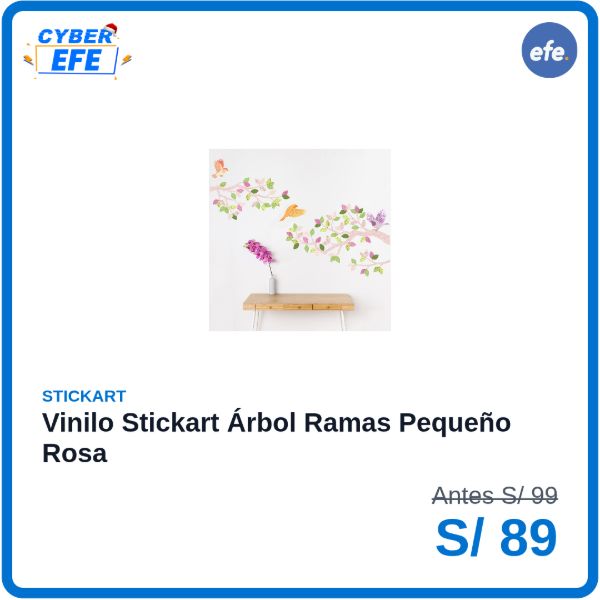 CYBER
EFE
efe.
STICKART
Vinilo Stickart Árbol Ramas Pequeño
Rosa
Antes S/ 99
S/ 89